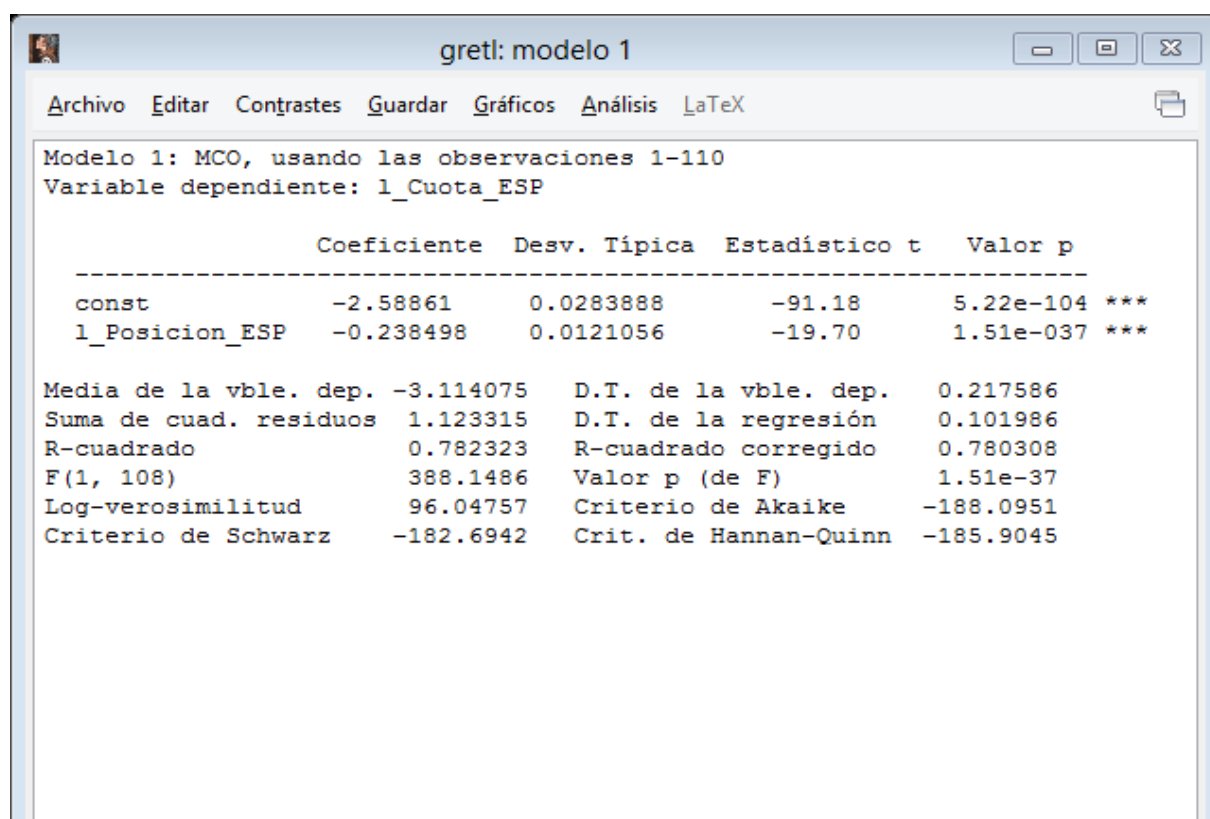 gretl: modelo 1
Archivo Editar Contrastes Guardar Gráficos Análisis LaTeX
Modelo 1: MCO, usando las observaciones 1-110
Variable dependiente: l_Cuota_ESP
Coeficiente Desv. Típica Estadístico t Valor p
const -2.58861 0.0283888 -91.18 5.22e-104 ***
l_Posicion_ESP -0.238498 0.0121056 -19.70 1.51e-037 ***
Media de la vble. dep. -3.114075 D.T. de la vble. dep. 0.217586
Suma de cuad. residuos 1.123315 D.T. de la regresión 0.101986
R-cuadrado 0.782323 R-cuadrado corregido 0.780308
F(1, 108) 388.1486 Valor p (de F) 1.51e-37
Log-verosimilitud 96.04757 Criterio de Akaike -188.0951
Criterio de Schwarz -182.6942 Crit. de Hannan-Quinn -185.9045